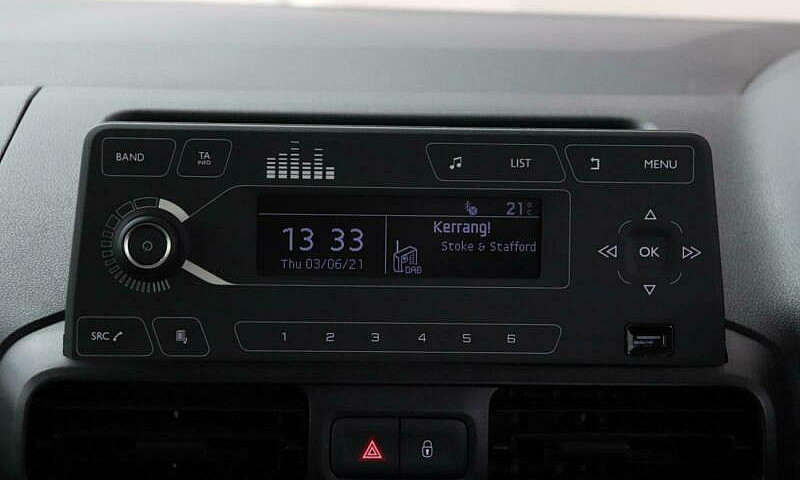 BAND
TA
INFO
LIST
MENU
21°C
13 33
Thu 03/06/21
DAB
Kerrang!
Stoke & Stafford
OK
SRC
1 2 3 4 5 6